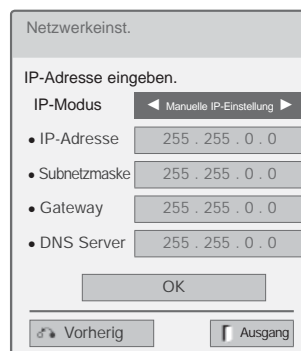 Netzwerkeinst.
IP-Adresse eingeben.
IP-Modus ◀ Manuelle IP-Einstellung ▶
• IP-Adresse 255 . 255 . 0 . 0
• Subnetzmaske 255 . 255 . 0 . 0
• Gateway 255 . 255 . 0 . 0
• DNS Server 255 . 255 . 0 . 0
OK
Vorherig Ausgang